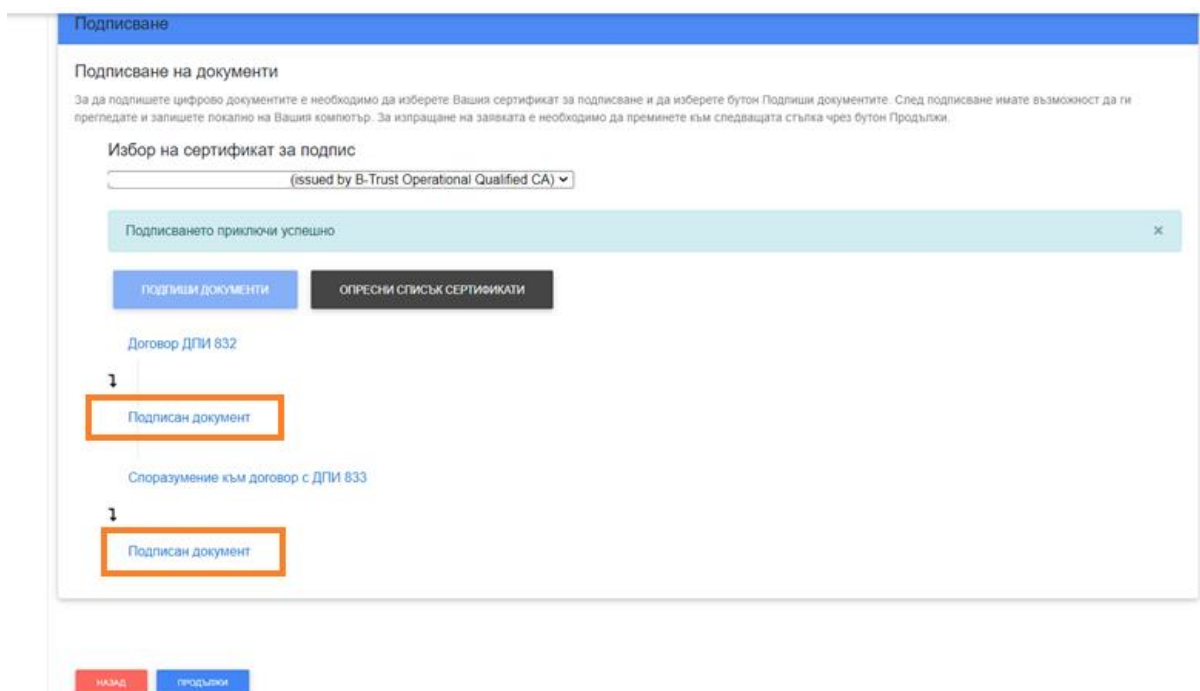 Подписване
Подписване на документи
За да подпишете цифрово документите е необходимо да изберете Вашия сертификат за подписване и да изберете бутон Подпиши документите. След подписване имате възможност да ги
прегледате и запишете локално на Вашия компютър. За изпращане на заявката е необходимо да преминете към следващата стъпка чрез бутон Продължи.
Избор на сертификат за подпис
(issued by B-Trust Operational Qualified CA)
Подписването приключи успешно ×
ПОДПИШИ ДОКУМЕНТИ ОПРЕСНИ СПИСЪК СЕРТИФИКАТИ
Договор ДПИ 832
Подписан документ
Споразумение към договор с ДПИ 833
Подписан документ
НАЗАД ПРОДЪЛЖИ